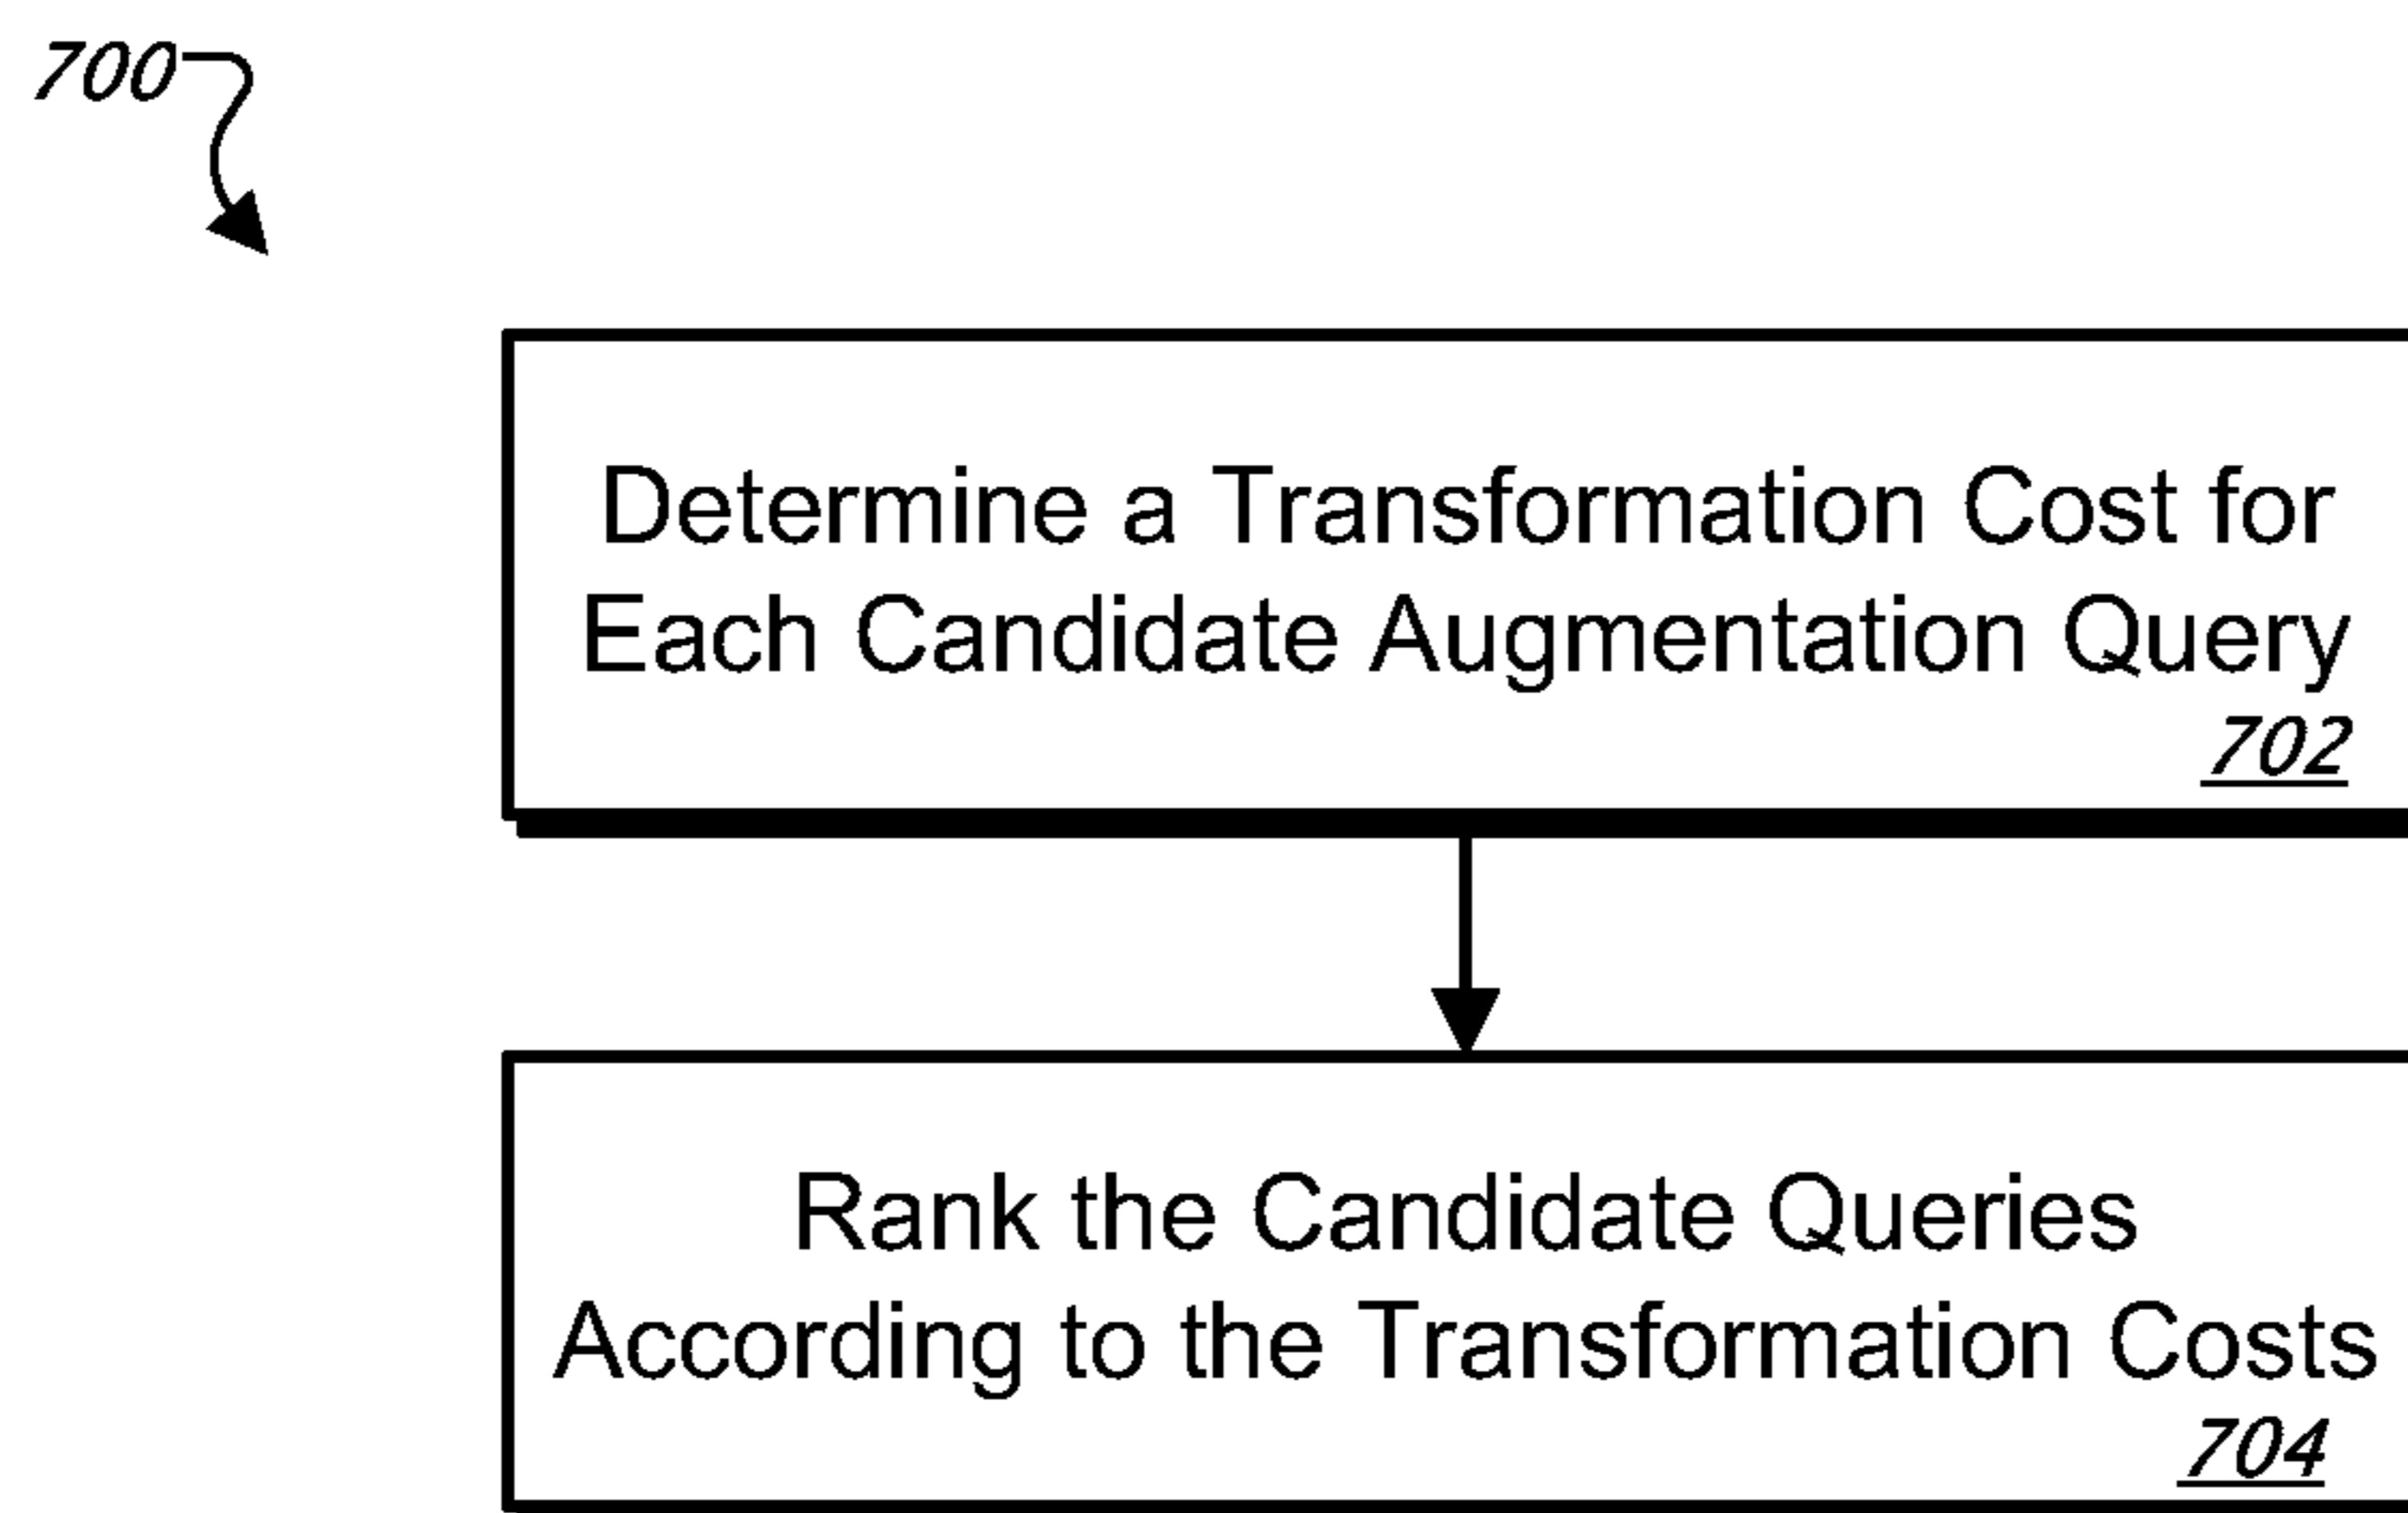 700
Determine a Transformation Cost for
Each Candidate Augmentation Query
702
Rank the Candidate Queries
According to the Transformation Costs
704